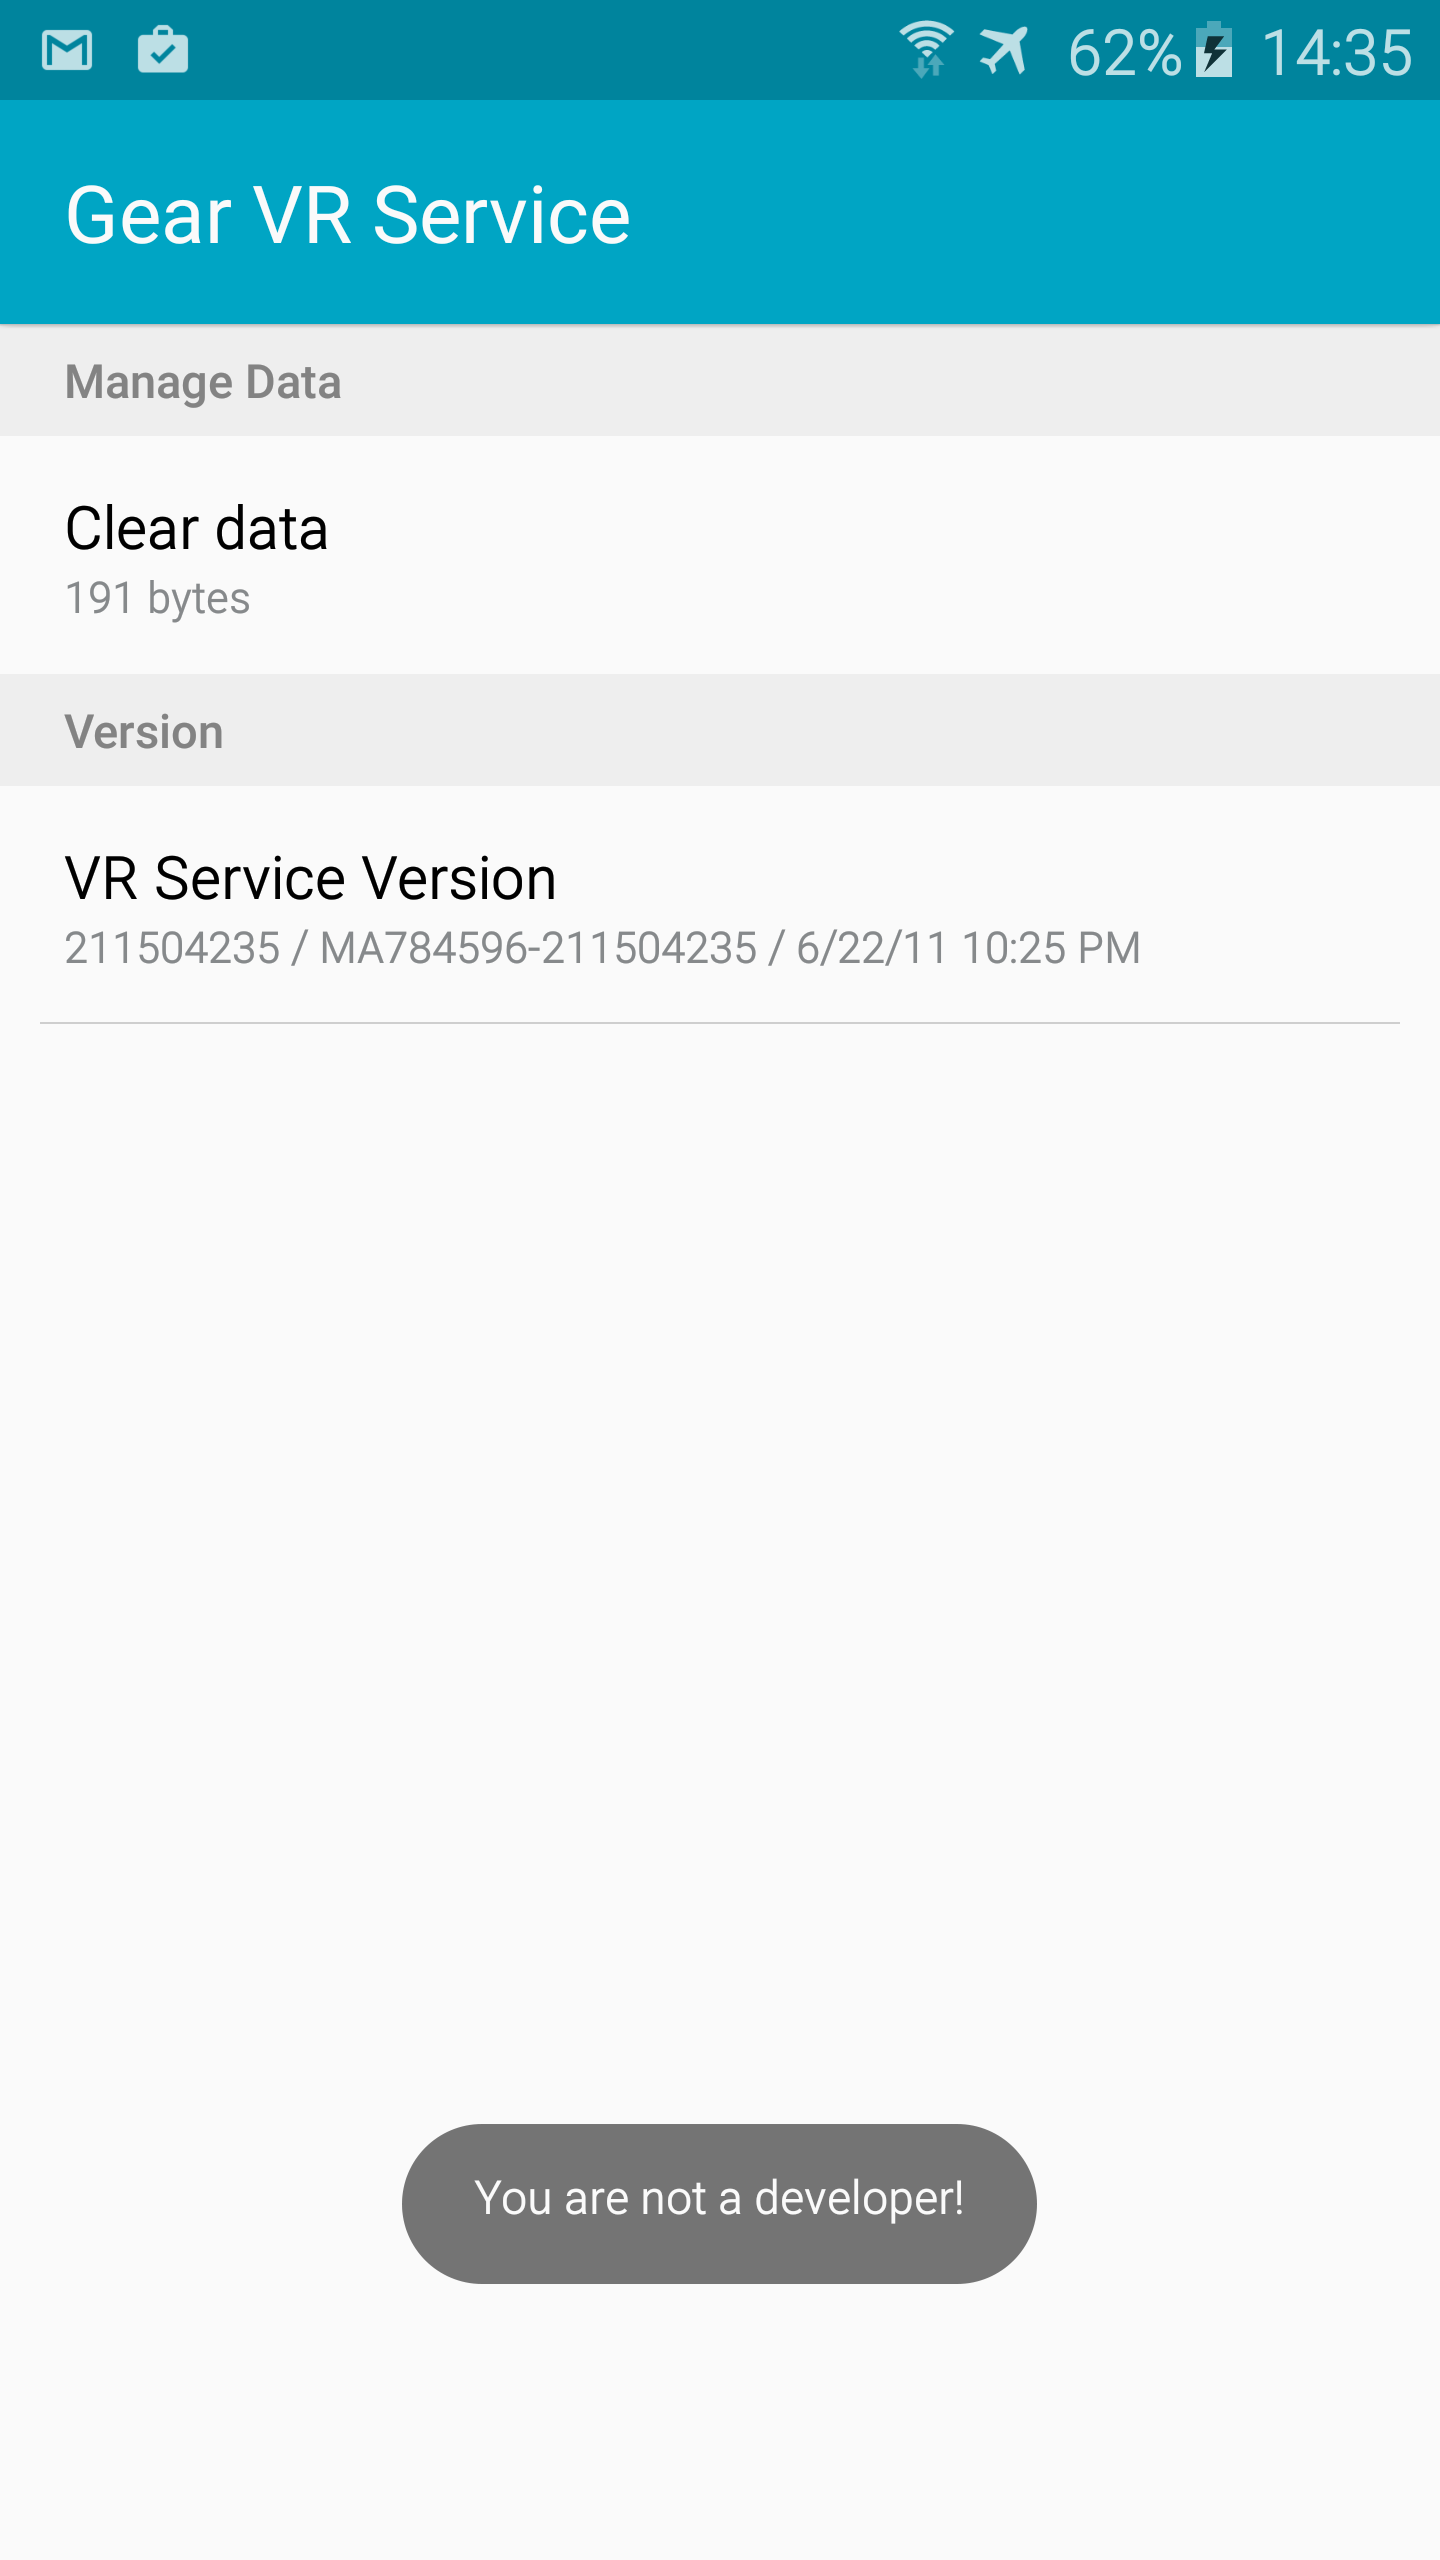 62% 14:35
Gear VR Service
Manage Data
Clear data
191 bytes
Version
VR Service Version
211504235 / MA784596-211504235 / 6/22/11 10:25 PM
You are not a developer!